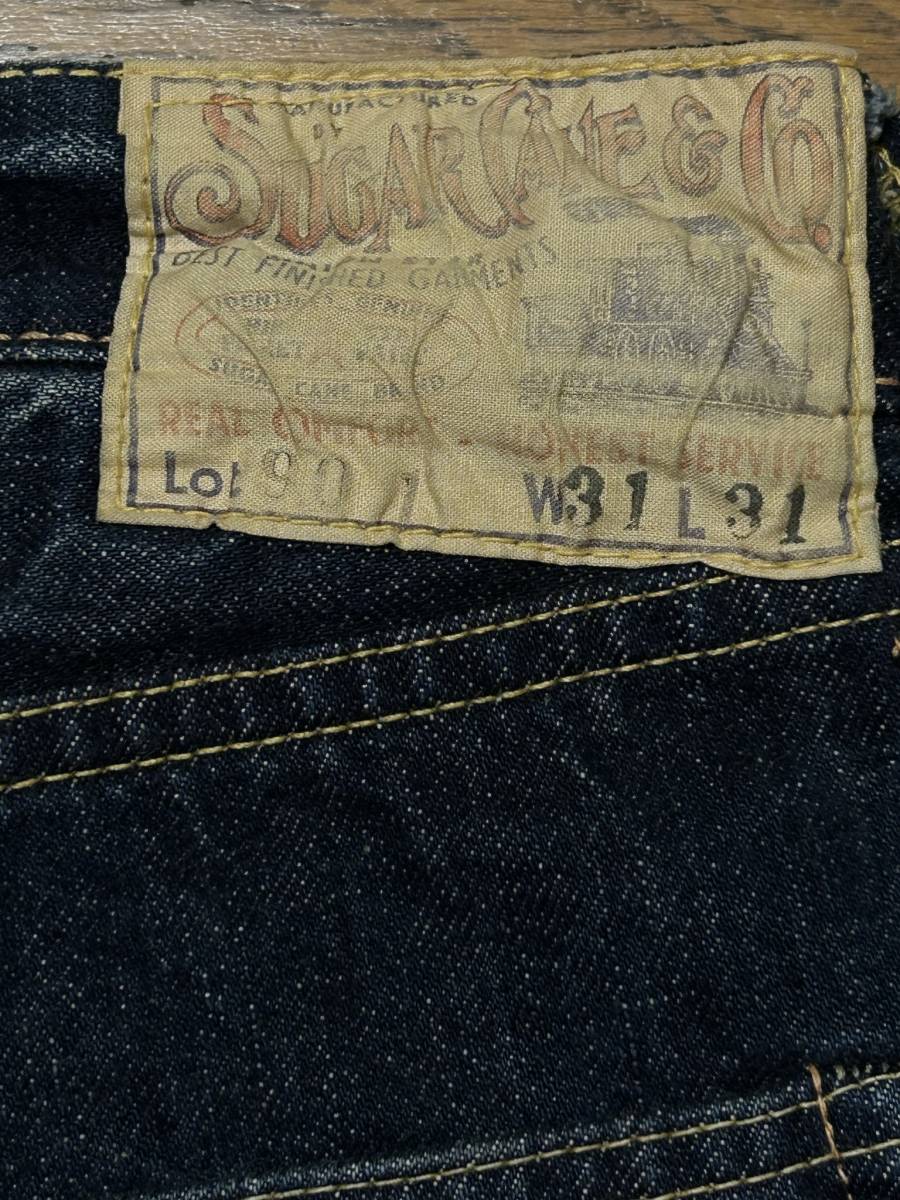 MANUFACTURED
BY
SUGAR CANE & Co.
BEST FINISHED GARMENTS
SUGAR CANE BRAND
REAL COMFORT · HONEST SERVICE
Lot W31 L31